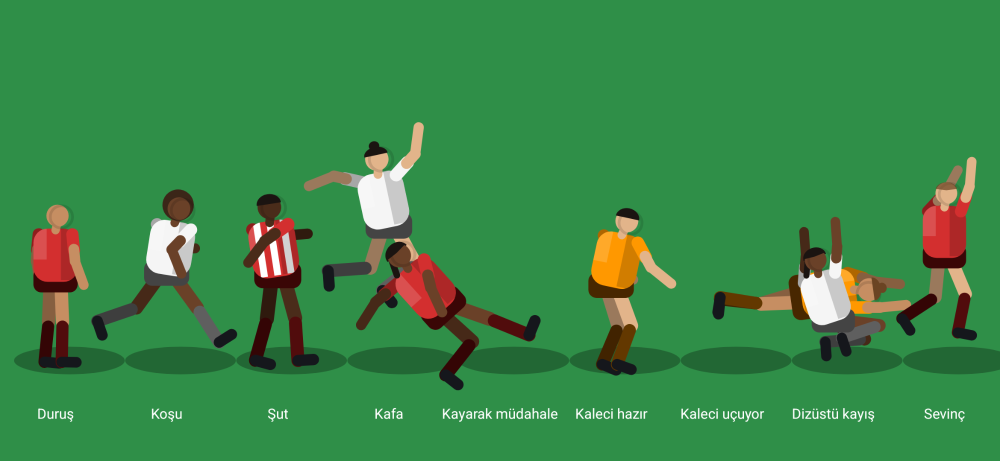 Duruş
Koşu
Şut
Kafa
Kayarak müdahale
Kaleci hazır
Kaleci uçuyor
Dizüstü kayış
Sevinç